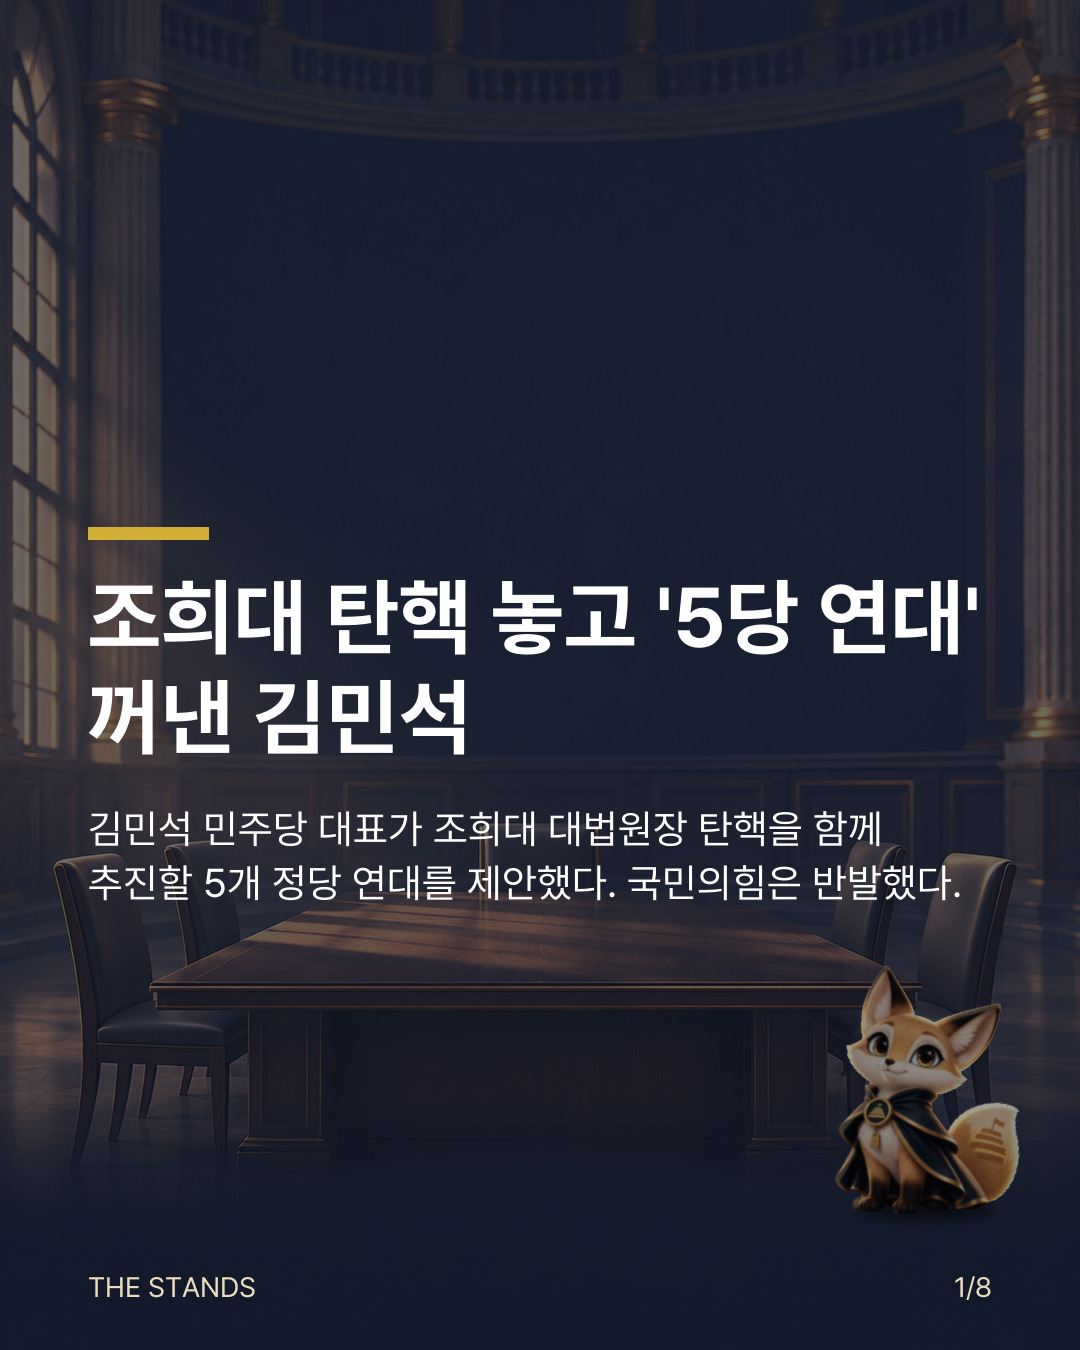 조희대 탄핵 놓고 '5당 연대'
꺼낸 김민석
김민석 민주당 대표가 조희대 대법원장 탄핵을 함께
추진할 5개 정당 연대를 제안했다. 국민의힘은 반발했다.
THE STANDS
1/8